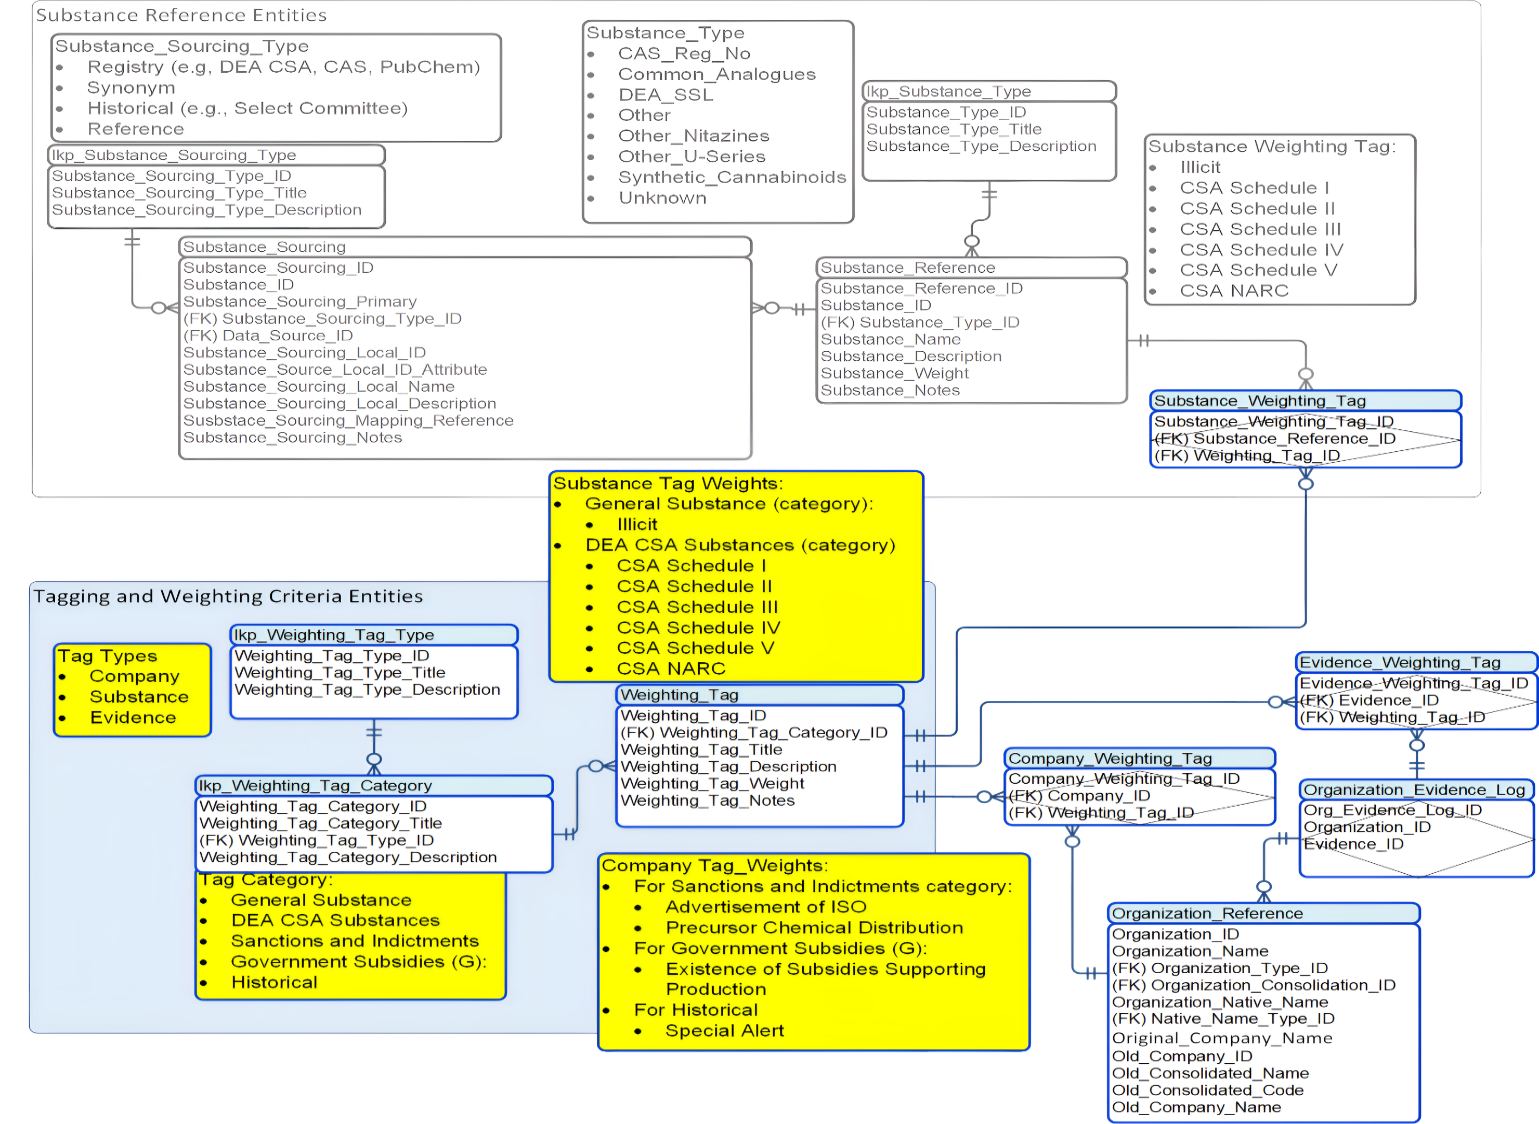 Substance Reference Entities
Substance_Sourcing_Type
• Registry (e.g, DEA CSA, CAS, PubChem)
• Synonym
• Historical (e.g., Select Committee)
• Reference
lkp_Substance_Sourcing_Type
Substance_Sourcing_Type_ID
Substance_Sourcing_Type_Title
Substance_Sourcing_Type_Description
Substance_Type
• CAS_Reg_No
• Common_Analogues
• DEA_SSL
• Other
• Other_Nitazines
• Other_U-Series
• Synthetic_Cannabinoids
• Unknown
lkp_Substance_Type
Substance_Type_ID
Substance_Type_Title
Substance_Type_Description
Substance Weighting Tag:
• Illicit
• CSA Schedule I
• CSA Schedule II
• CSA Schedule III
• CSA Schedule IV
• CSA Schedule V
• CSA NARC
Substance_Sourcing
Substance_Sourcing_ID
Substance_ID
Substance_Sourcing_Primary
(FK) Substance_Sourcing_Type_ID
(FK) Data_Source_ID
Substance_Sourcing_Local_ID
Substance_Source_Local_ID_Attribute
Substance_Sourcing_Local_Name
Substance_Sourcing_Local_Description
Susbstace_Sourcing_Mapping_Reference
Substance_Sourcing_Notes
Substance_Reference
Substance_Reference_ID
Substance_ID
(FK) Substance_Type_ID
Substance_Name
Substance_Description
Substance_Weight
Substance_Notes
Substance_Weighting_Tag
Substance_Weighting_Tag_ID
(FK) Substance_Reference_ID
(FK) Weighting_Tag_ID
Substance Tag Weights:
• General Substance (category):
• Illicit
• DEA CSA Substances (category)
• CSA Schedule I
• CSA Schedule II
• CSA Schedule III
• CSA Schedule IV
• CSA Schedule V
• CSA NARC
Tagging and Weighting Criteria Entities
Tag Types
• Company
• Substance
• Evidence
lkp_Weighting_Tag_Type
Weighting_Tag_Type_ID
Weighting_Tag_Type_Title
Weighting_Tag_Type_Description
Weighting_Tag
Weighting_Tag_ID
(FK) Weighting_Tag_Category_ID
Weighting_Tag_Title
Weighting_Tag_Description
Weighting_Tag_Weight
Weighting_Tag_Notes
lkp_Weighting_Tag_Category
Weighting_Tag_Category_ID
Weighting_Tag_Category_Title
(FK) Weighting_Tag_Type_ID
Weighting_Tag_Category_Description
Tag Category:
• General Substance
• DEA CSA Substances
• Sanctions and Indictments
• Government Subsidies (G):
• Historical
Company Tag_Weights:
• For Sanctions and Indictments category:
• Advertisement of ISO
• Precursor Chemical Distribution
• For Government Subsidies (G):
• Existence of Subsidies Supporting
Production
• For Historical
• Special Alert
Evidence_Weighting_Tag
Evidence_Weighting_Tag_ID
(FK) Evidence_ID
(FK) Weighting_Tag_ID
Company_Weighting_Tag
Company_Weighting_Tag_ID
(FK) Company_ID
(FK) Weighting_Tag_ID
Organization_Evidence_Log
Org_Evidence_Log_ID
Organization_ID
Evidence_ID
Organization_Reference
Organization_ID
Organization_Name
(FK) Organization_Type_ID
(FK) Organization_Consolidation_ID
Organization_Native_Name
(FK) Native_Name_Type_ID
Original_Company_Name
Old_Company_ID
Old_Consolidated_Name
Old_Consolidated_Code
Old_Company_Name